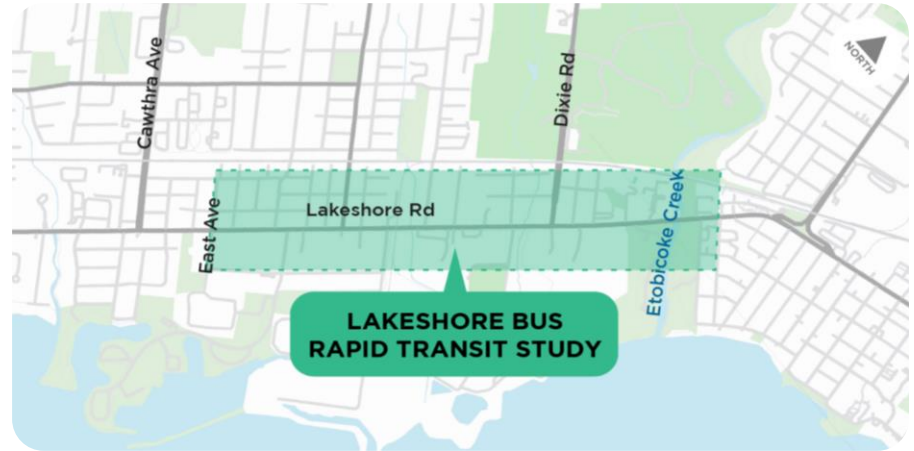 Cawthra Ave
Dixie Rd
NORTH
East Ave
Lakeshore Rd
Etobicoke Creek
LAKESHORE BUS
RAPID TRANSIT STUDY